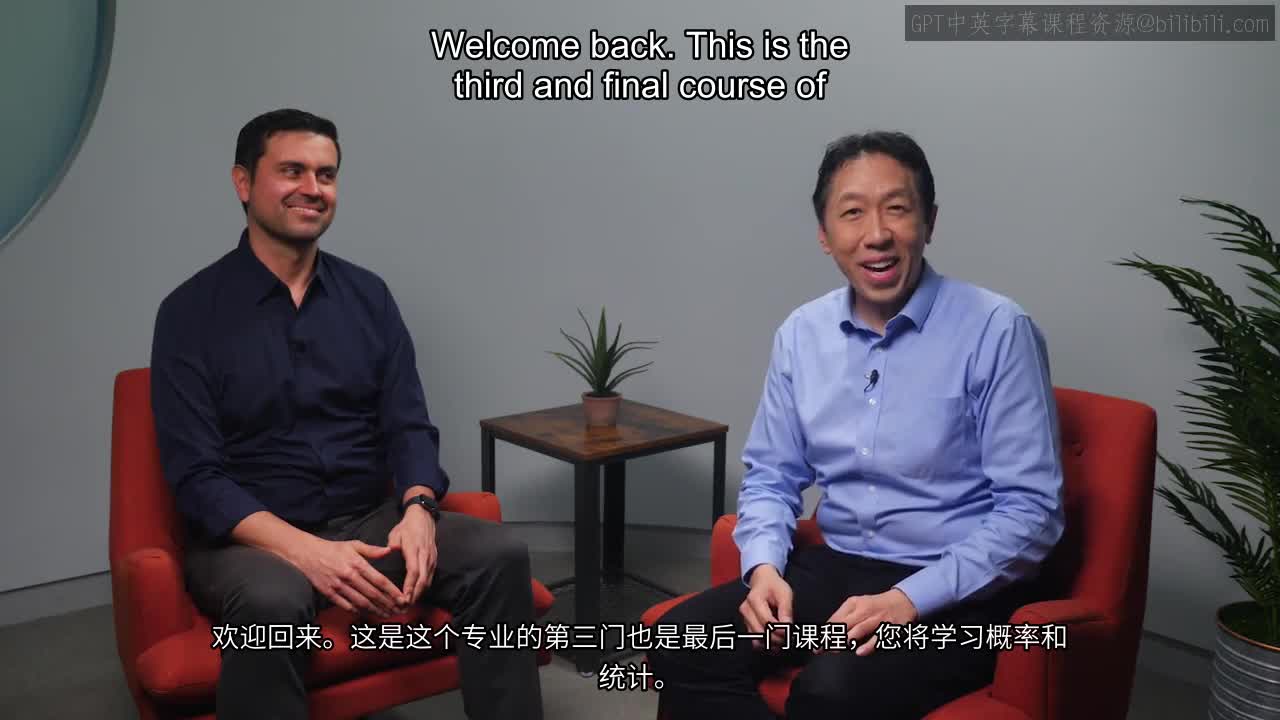 GPT中英字幕课程资源@bilibili.com
Welcome back. This is the
third and final course of
欢迎回来。这是这个专业的第三门也是最后一门课程，您将学习概率和
统计。